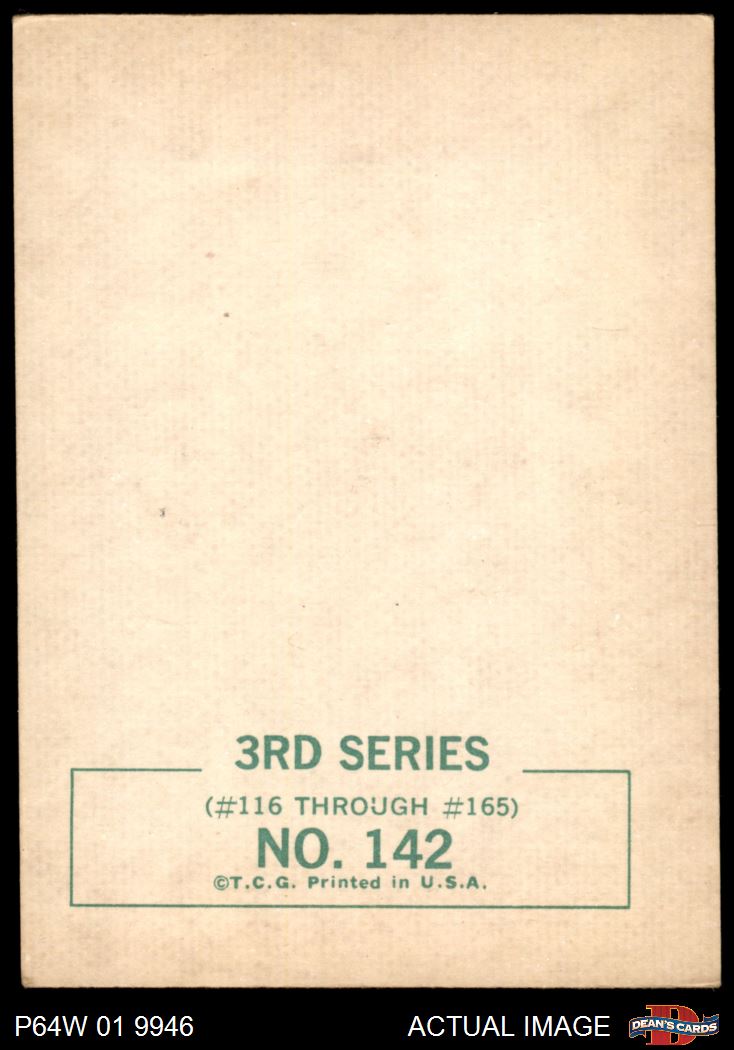 3RD SERIES
(#116 THROUGH #165)
NO. 142
©T.C.G. Printed in U.S.A.
P64W 01 9946
ACTUAL IMAGE
DEAN'S CARDS